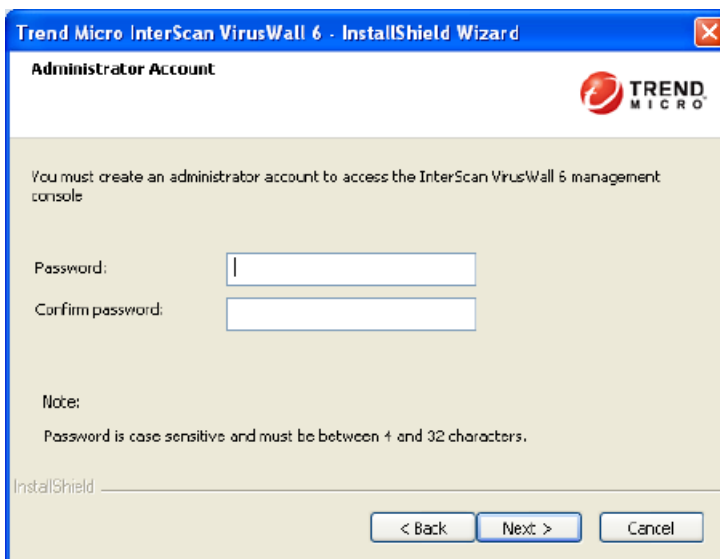 Trend Micro InterScan VirusWall 6 - InstallShield Wizard
Administrator Account
TREND
MICRO
You must create an administrator account to access the InterScan VirusWall 6 management
console
Password:
Confirm password:
Note:
Password is case sensitive and must be between 4 and 32 characters.
InstallShield
< Back
Next >
Cancel